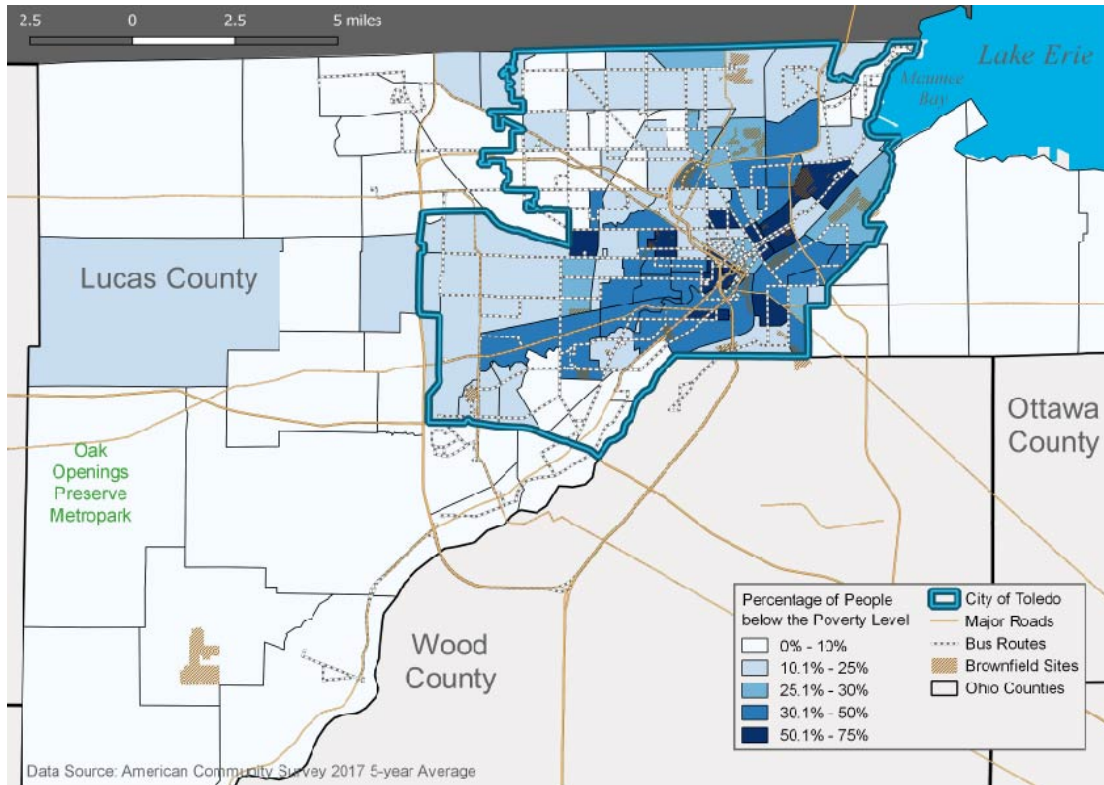 2.5 0 2.5 5 miles
Lake Erie
Maumee
Bay
Lucas County
Ottawa
County
Oak
Openings
Preserve
Metropark
Wood
County
Percentage of People
below the Poverty Level
0% - 10%
10.1% - 25%
25.1% - 30%
30.1% - 50%
50.1% - 75%
City of Toledo
Major Roads
Bus Routes
Brownfield Sites
Ohio Counties
Data Source: American Community Survey 2017 5-year Average